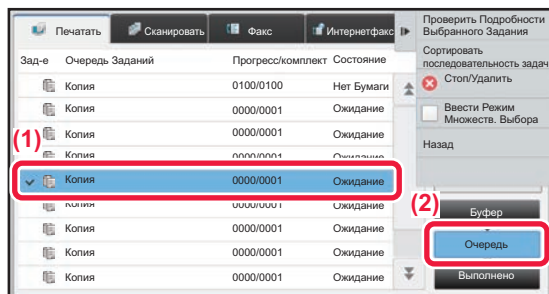 Печатать Сканировать Факс Интернетфакс
Зад-е Очередь Заданий Прогресс/комплект Состояние
Копия 0100/0100 Нет Бумаги
Копия 0000/0001 Ожидание
Копия 0000/0001 Ожидание
Копия 0000/0001 Ожидание
(1)
Копия 0000/0001 Ожидание
Копия 0000/0001 Ожидание
Копия 0000/0001 Ожидание
Копия 0000/0001 Ожидание
Копия 0000/0001 Ожидание
Проверить Подробности
Выбранного Задания
Сортировать
последовательность задач
Стоп/Удалить
Ввести Режим
Множеств. Выбора
Назад
(2)
Буфер
Очередь
Выполнено